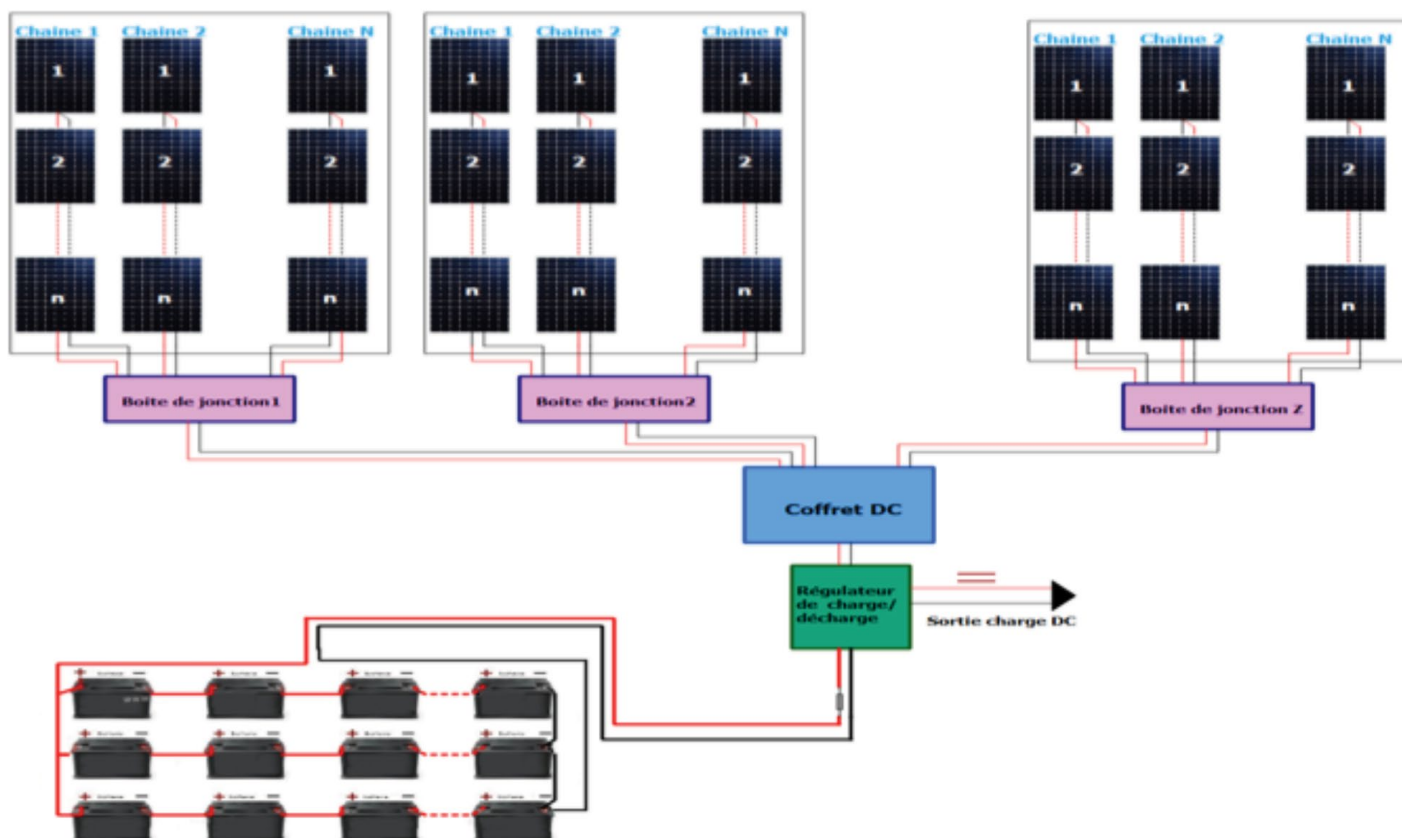 Chaine 1 Chaine 2 Chaine N
1 1 1
2 2 2
n n n
Boite de jonction1
Chaine 1 Chaine 2 Chaine N
1 1 1
2 2 2
n n n
Boite de jonction2
Chaine 1 Chaine 2 Chaine N
1 1 1
2 2 2
n n n
Boite de jonction Z
Coffret DC
Régulateur
de charge/
décharge
Sortie charge DC
+ − + − + − + −
+ − + − + − + −
+ − + − + − + −